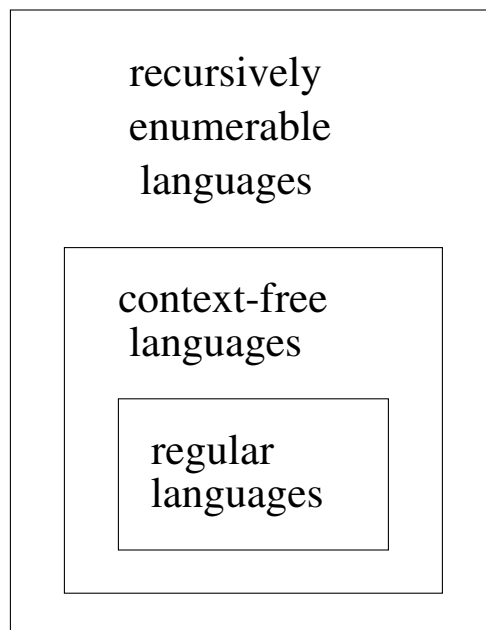 recursively
enumerable
languages
context-free
languages
regular
languages